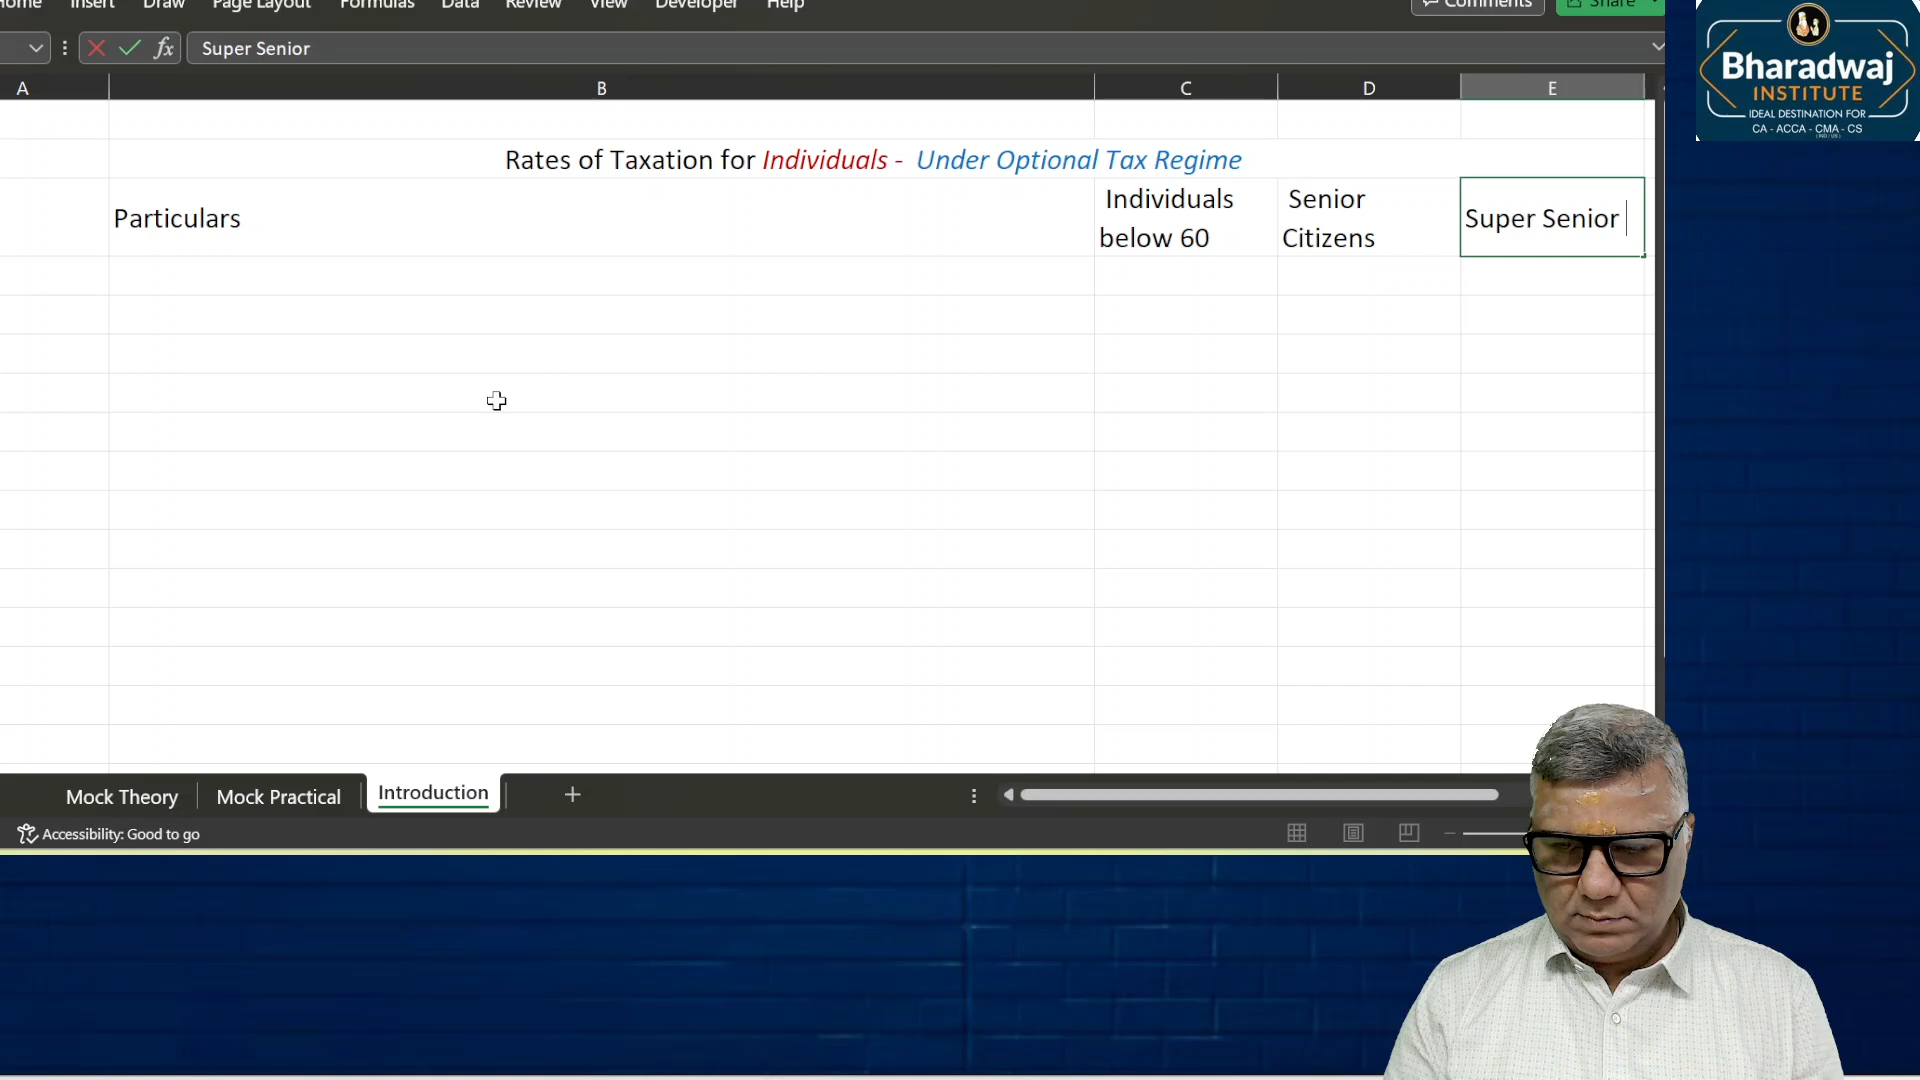 Home Insert Draw Page Layout Formulas Data Review View Developer Help Comments Share
fx Super Senior
A B C D E
Rates of Taxation for Individuals - Under Optional Tax Regime
Particulars
Individuals
below 60
Senior
Citizens
Super Senior
Mock Theory Mock Practical Introduction
Accessibility: Good to go
Bharadwaj
INSTITUTE
IDEAL DESTINATION FOR
CA - ACCA - CMA - CS